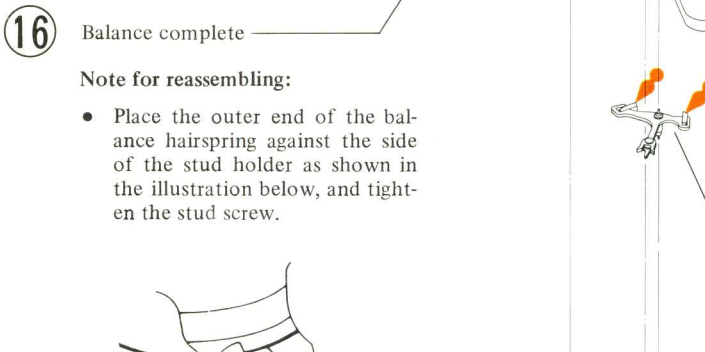 16 Balance complete
Note for reassembling:
● Place the outer end of the bal-
ance hairspring against the side
of the stud holder as shown in
the illustration below, and tight-
en the stud screw.